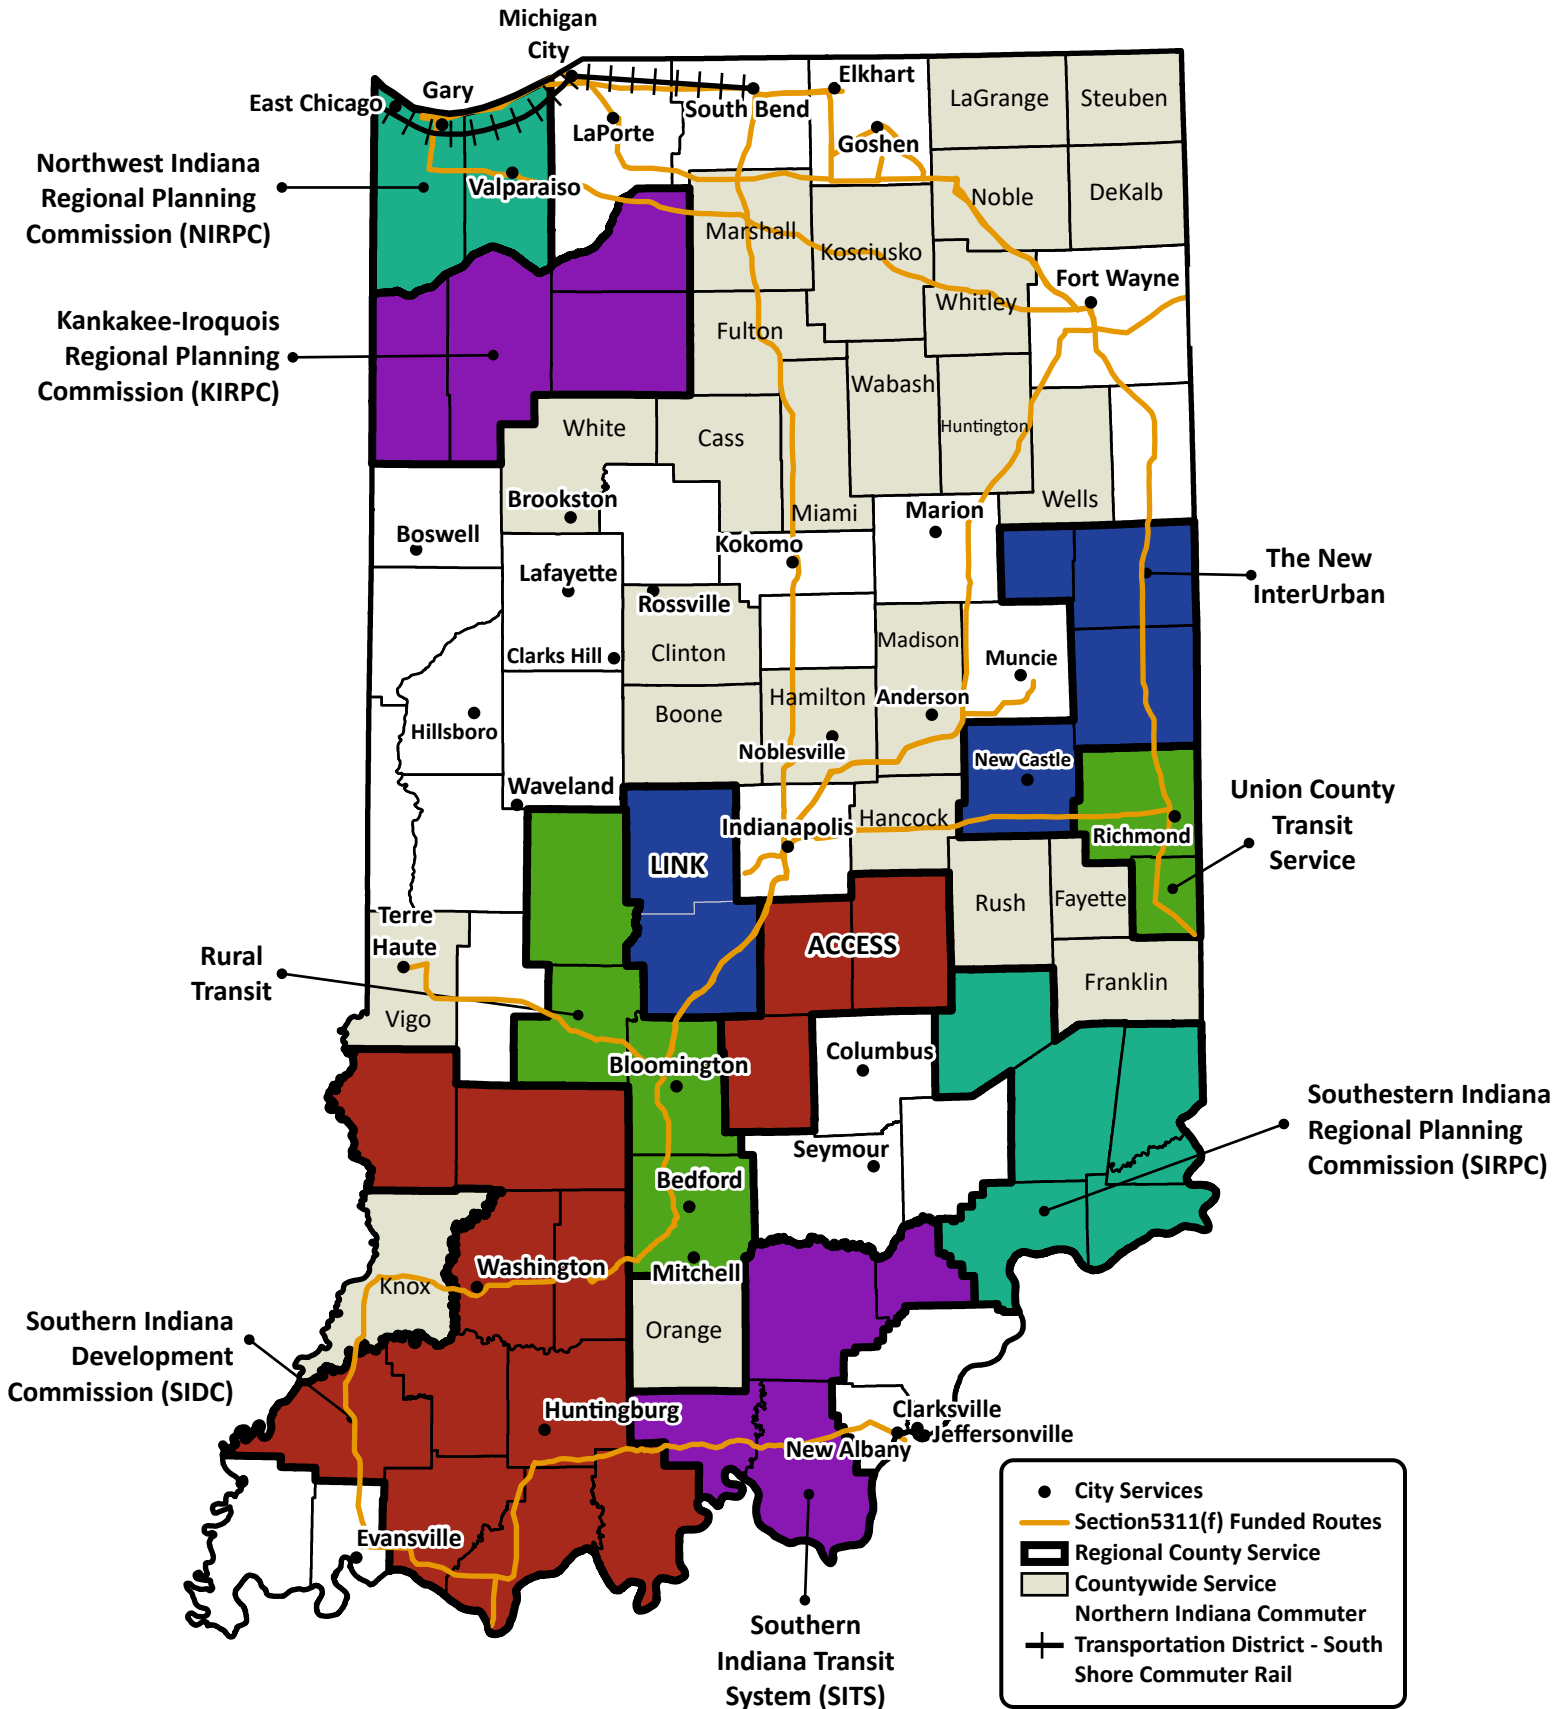 Michigan
City
Elkhart
Gary
East Chicago
LaGrange
Steuben
South Bend
LaPorte
Goshen
Northwest Indiana
Regional Planning
Commission (NIRPC)
Valparaiso
Noble
DeKalb
Marshall
Kosciusko
Fort Wayne
Whitley
Kankakee-Iroquois
Regional Planning
Commission (KIRPC)
Fulton
Wabash
Huntington
White
Cass
Brookston
Wells
Miami
Marion
Boswell
Kokomo
The New
InterUrban
Lafayette
Rossville
Madison
Clarks Hill
Clinton
Muncie
Hamilton
Anderson
Boone
Hillsboro
Noblesville
New Castle
Waveland
Union County
Transit
Service
Indianapolis
Hancock
Richmond
LINK
Rush
Fayette
Terre
Haute
ACCESS
Rural
Transit
Franklin
Vigo
Columbus
Bloomington
Southestern Indiana
Regional Planning
Commission (SIRPC)
Seymour
Bedford
Washington
Mitchell
Knox
Orange
Southern Indiana
Development
Commission (SIDC)
Huntingburg
Clarksville
Jeffersonville
New Albany
Evansville
Southern
Indiana Transit
System (SITS)
City Services
Section5311(f) Funded Routes
Regional County Service
Countywide Service
Northern Indiana Commuter
Transportation District - South
Shore Commuter Rail